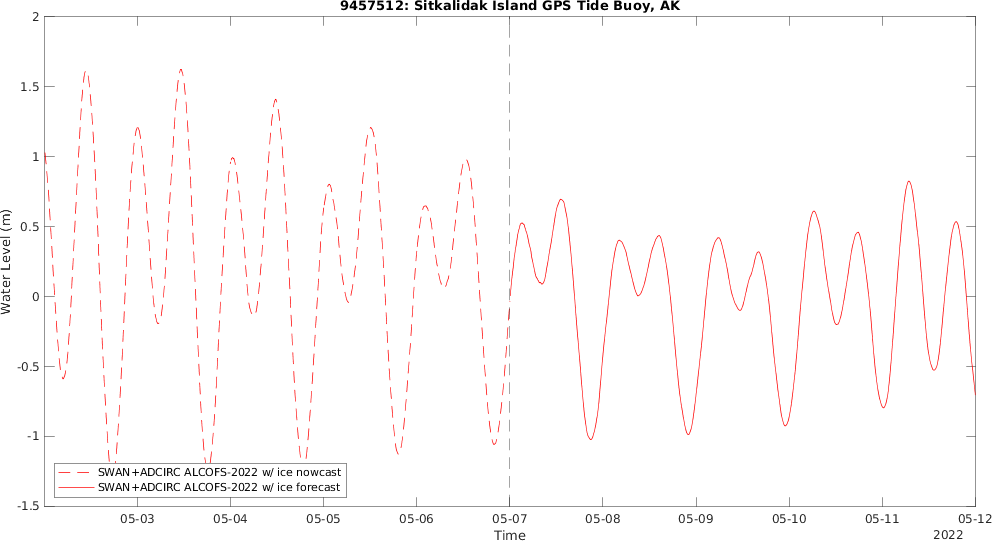 9457512: Sitkalidak Island GPS Tide Buoy, AK
Water Level (m)
2
1.5
1
0.5
0
-0.5
-1
-1.5
SWAN+ADCIRC ALCOFS-2022 w/ ice nowcast
SWAN+ADCIRC ALCOFS-2022 w/ ice forecast
05-03 05-04 05-05 05-06 05-07 05-08 05-09 05-10 05-11 05-12
Time
2022